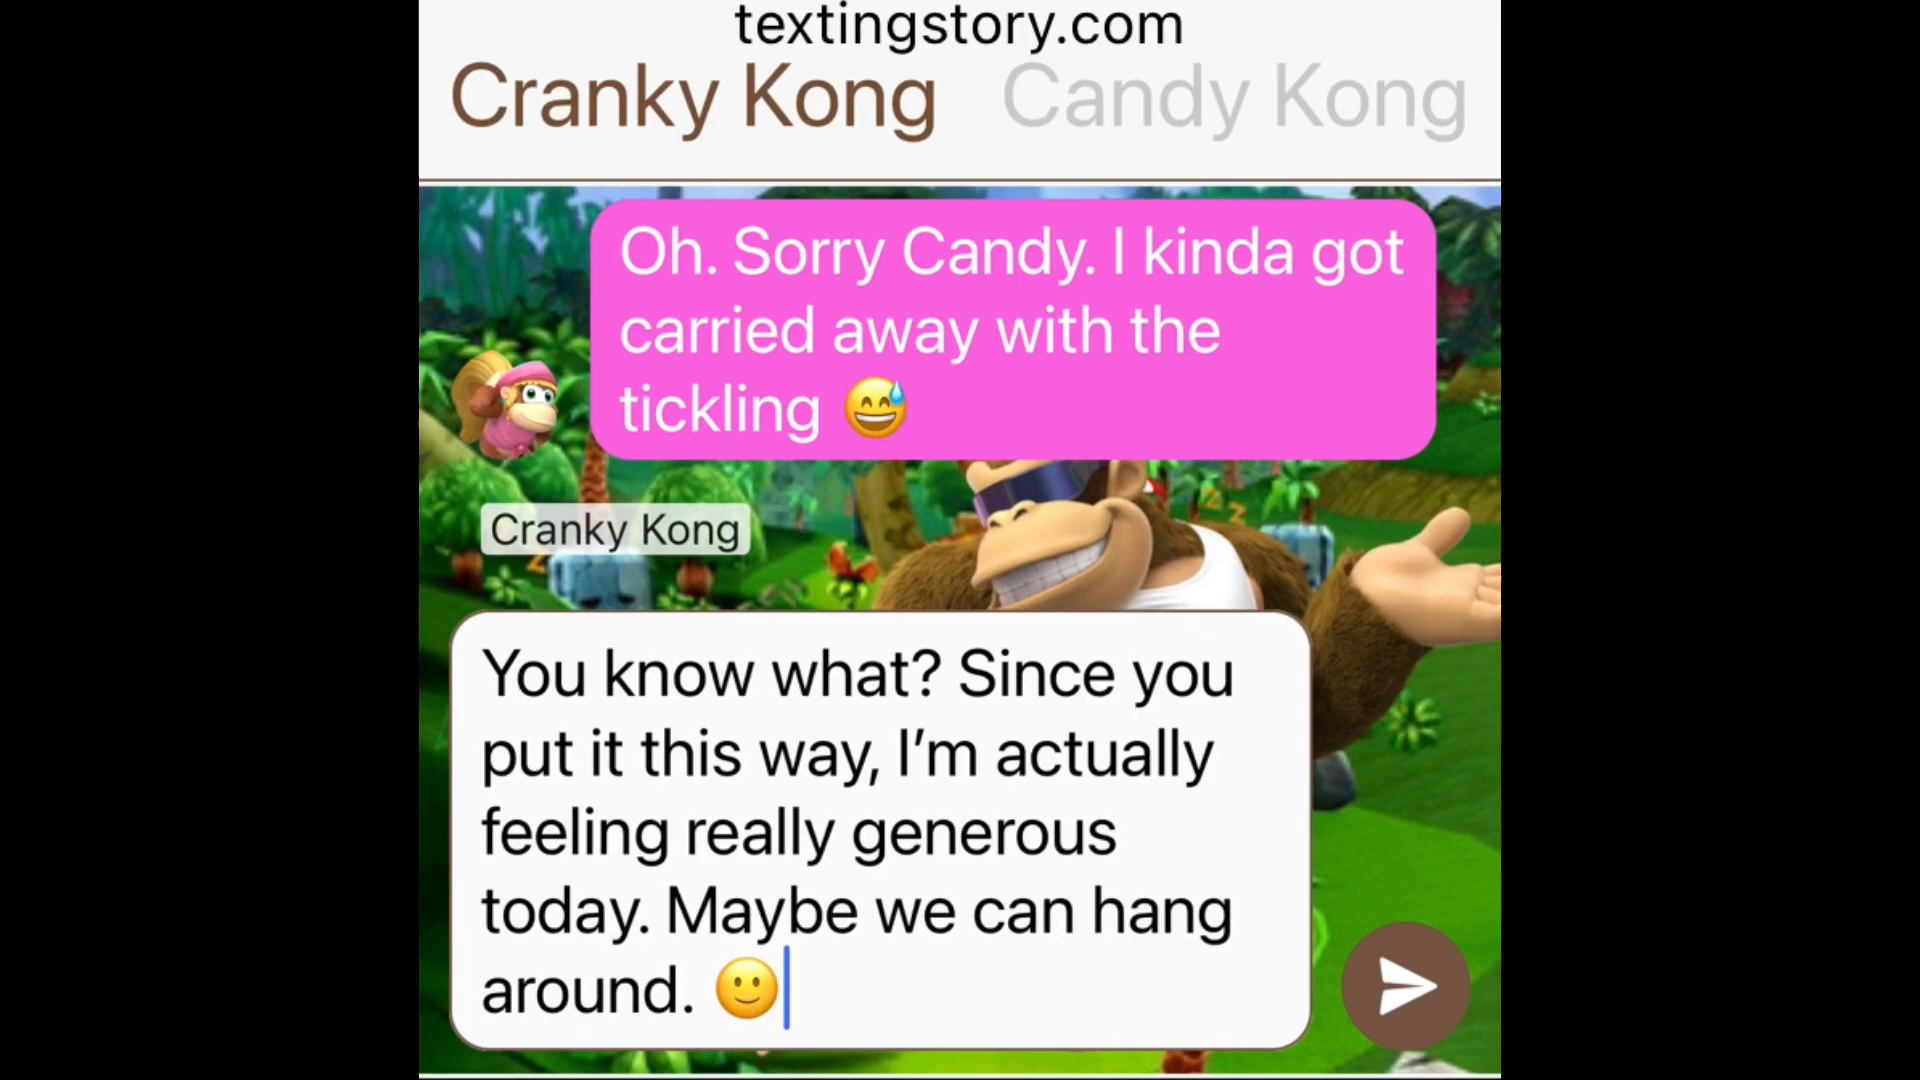 textingstory.com
Cranky Kong Candy Kong
Oh. Sorry Candy. I kinda got
carried away with the
tickling 😅
Cranky Kong
You know what? Since you
put it this way, I’m actually
feeling really generous
today. Maybe we can hang
around. 🙂